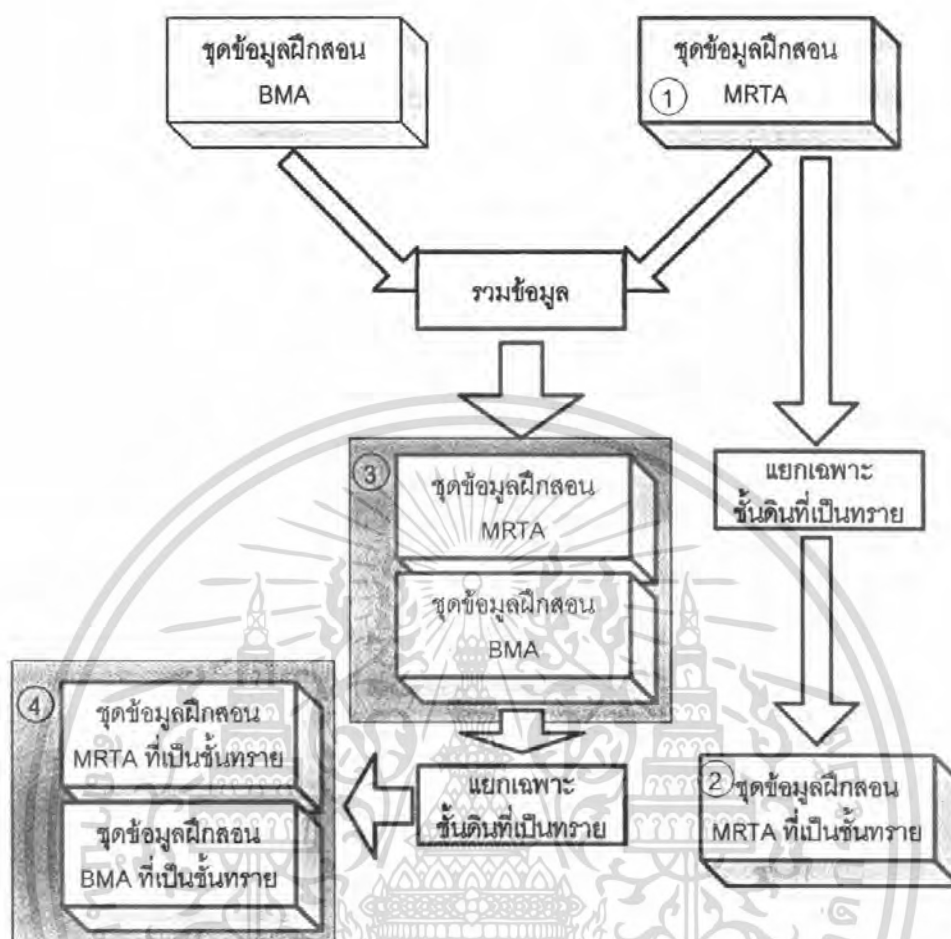 ชุดข้อมูลฝึกสอน
BMA
ชุดข้อมูลฝึกสอน
① MRTA
รวมข้อมูล
แยกเฉพาะ
ชั้นดินที่เป็นทราย
③ ชุดข้อมูลฝึกสอน
MRTA
ชุดข้อมูลฝึกสอน
BMA
④ ชุดข้อมูลฝึกสอน
MRTA ที่เป็นชั้นทราย
ชุดข้อมูลฝึกสอน
BMA ที่เป็นชั้นทราย
แยกเฉพาะ
ชั้นดินที่เป็นทราย
② ชุดข้อมูลฝึกสอน
MRTA ที่เป็นชั้นทราย